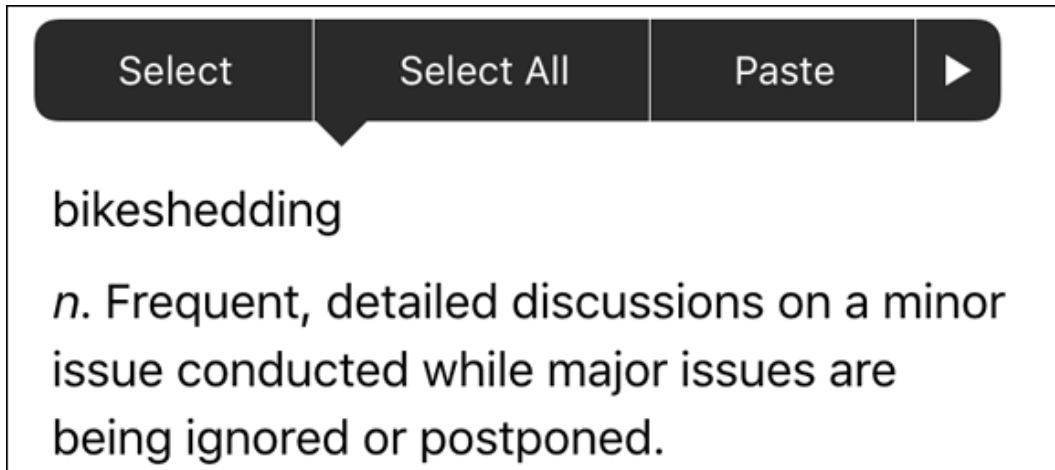 Select Select All Paste
bikeshedding
n. Frequent, detailed discussions on a minor
issue conducted while major issues are
being ignored or postponed.